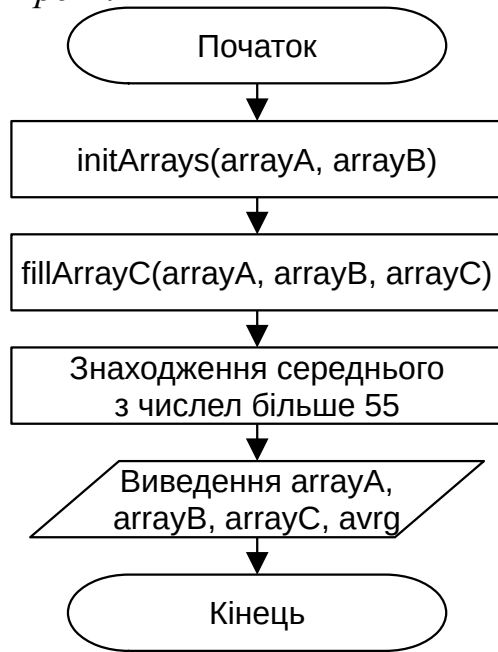 Початок
initArrays(arrayA, arrayB)
fillArrayC(arrayA, arrayB, arrayC)
Знаходження середнього
з числел більше 55
Виведення arrayA,
arrayB, arrayC, avrg
Кінець